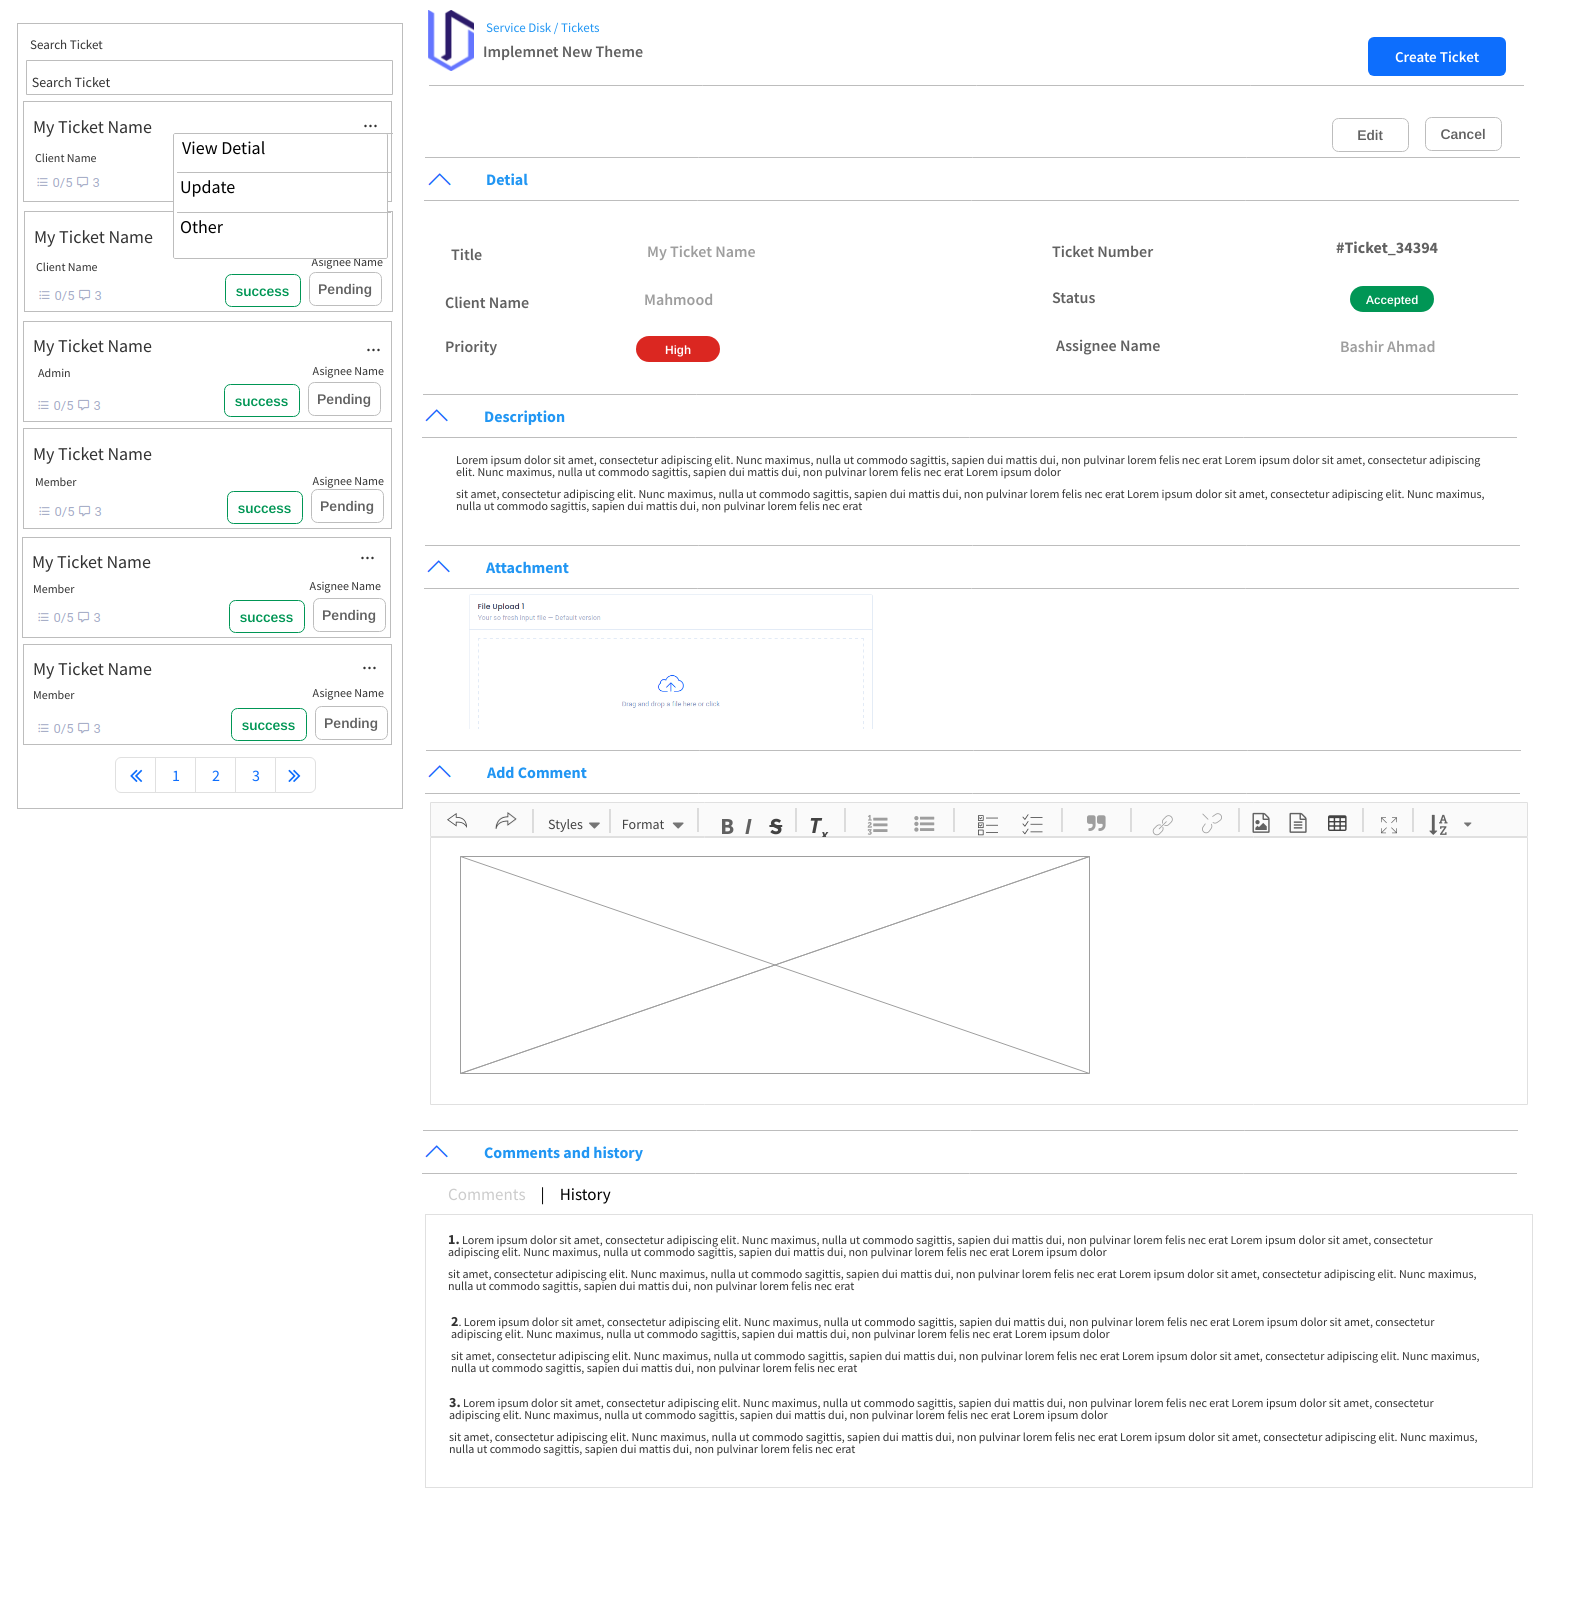 Search Ticket
Search Ticket
My Ticket Name
...
Client Name
0/5 3
View Detial
Update
Other
My Ticket Name
Client Name
Asignee Name
0/5 3
success
Pending
My Ticket Name
...
Admin
Asignee Name
0/5 3
success
Pending
My Ticket Name
Member
Asignee Name
0/5 3
success
Pending
My Ticket Name
...
Member
Asignee Name
0/5 3
success
Pending
My Ticket Name
...
Member
Asignee Name
0/5 3
success
Pending
« 1 2 3 »
Service Disk / Tickets
Implemnet New Theme
Create Ticket
Edit
Cancel
Detial
Title
My Ticket Name
Ticket Number
#Ticket_34394
Client Name
Mahmood
Status
Accepted
Priority
High
Assignee Name
Bashir Ahmad
Description
Lorem ipsum dolor sit amet, consectetur adipiscing elit. Nunc maximus, nulla ut commodo sagittis, sapien dui mattis dui, non pulvinar lorem felis nec erat Lorem ipsum dolor sit amet, consectetur adipiscing
elit. Nunc maximus, nulla ut commodo sagittis, sapien dui mattis dui, non pulvinar lorem felis nec erat Lorem ipsum dolor
sit amet, consectetur adipiscing elit. Nunc maximus, nulla ut commodo sagittis, sapien dui mattis dui, non pulvinar lorem felis nec erat Lorem ipsum dolor sit amet, consectetur adipiscing elit. Nunc maximus,
nulla ut commodo sagittis, sapien dui mattis dui, non pulvinar lorem felis nec erat
Attachment
File Upload 1
Your so fresh input file — Default version
Drag and drop a file here or click
Add Comment
Styles
Format
B I S Tx
Comments and history
Comments | History
1. Lorem ipsum dolor sit amet, consectetur adipiscing elit. Nunc maximus, nulla ut commodo sagittis, sapien dui mattis dui, non pulvinar lorem felis nec erat Lorem ipsum dolor sit amet, consectetur
adipiscing elit. Nunc maximus, nulla ut commodo sagittis, sapien dui mattis dui, non pulvinar lorem felis nec erat Lorem ipsum dolor
sit amet, consectetur adipiscing elit. Nunc maximus, nulla ut commodo sagittis, sapien dui mattis dui, non pulvinar lorem felis nec erat Lorem ipsum dolor sit amet, consectetur adipiscing elit. Nunc maximus,
nulla ut commodo sagittis, sapien dui mattis dui, non pulvinar lorem felis nec erat
2. Lorem ipsum dolor sit amet, consectetur adipiscing elit. Nunc maximus, nulla ut commodo sagittis, sapien dui mattis dui, non pulvinar lorem felis nec erat Lorem ipsum dolor sit amet, consectetur
adipiscing elit. Nunc maximus, nulla ut commodo sagittis, sapien dui mattis dui, non pulvinar lorem felis nec erat Lorem ipsum dolor
sit amet, consectetur adipiscing elit. Nunc maximus, nulla ut commodo sagittis, sapien dui mattis dui, non pulvinar lorem felis nec erat Lorem ipsum dolor sit amet, consectetur adipiscing elit. Nunc maximus,
nulla ut commodo sagittis, sapien dui mattis dui, non pulvinar lorem felis nec erat
3. Lorem ipsum dolor sit amet, consectetur adipiscing elit. Nunc maximus, nulla ut commodo sagittis, sapien dui mattis dui, non pulvinar lorem felis nec erat Lorem ipsum dolor sit amet, consectetur
adipiscing elit. Nunc maximus, nulla ut commodo sagittis, sapien dui mattis dui, non pulvinar lorem felis nec erat Lorem ipsum dolor
sit amet, consectetur adipiscing elit. Nunc maximus, nulla ut commodo sagittis, sapien dui mattis dui, non pulvinar lorem felis nec erat Lorem ipsum dolor sit amet, consectetur adipiscing elit. Nunc maximus,
nulla ut commodo sagittis, sapien dui mattis dui, non pulvinar lorem felis nec erat